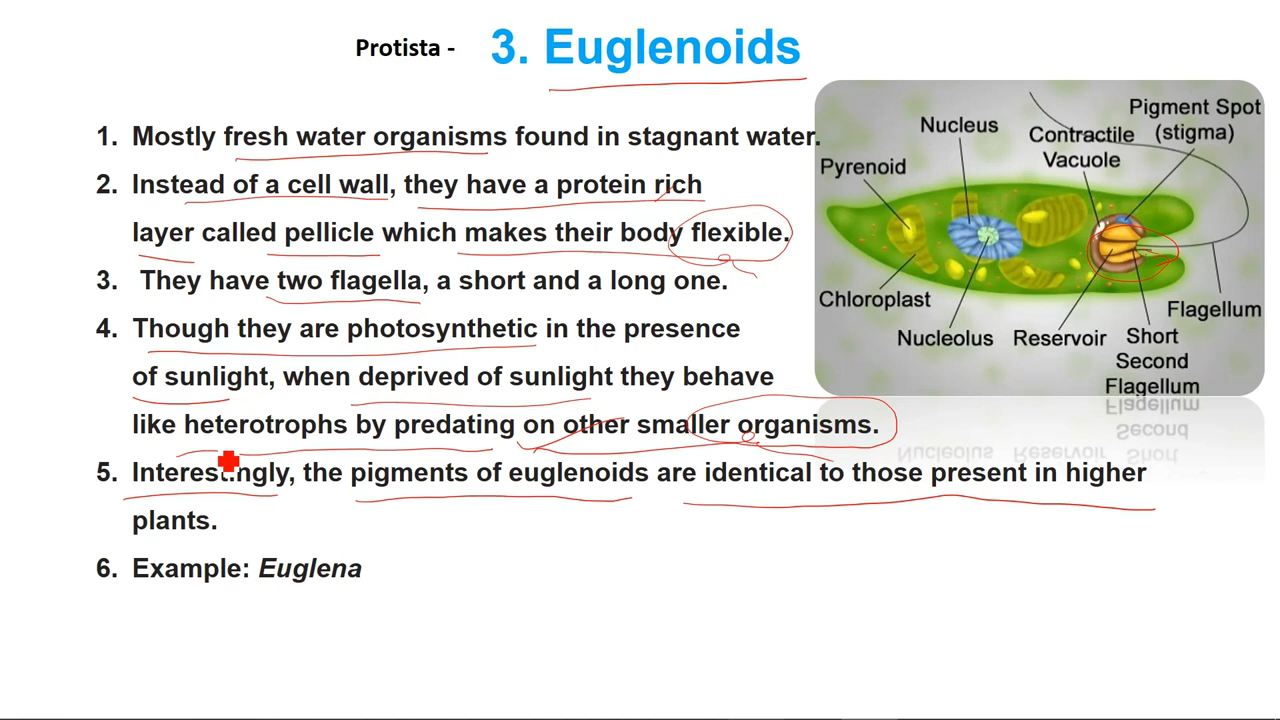 Protista - 3. Euglenoids
1. Mostly fresh water organisms found in stagnant water.
2. Instead of a cell wall, they have a protein rich
layer called pellicle which makes their body flexible.
3. They have two flagella, a short and a long one.
4. Though they are photosynthetic in the presence
of sunlight, when deprived of sunlight they behave
like heterotrophs by predating on other smaller organisms.
5. Interestingly, the pigments of euglenoids are identical to those present in higher
plants.
6. Example: Euglena
Pigment Spot
(stigma)
Nucleus
Contractile
Vacuole
Pyrenoid
Chloroplast
Flagellum
Nucleolus
Reservoir
Short
Second
Flagellum